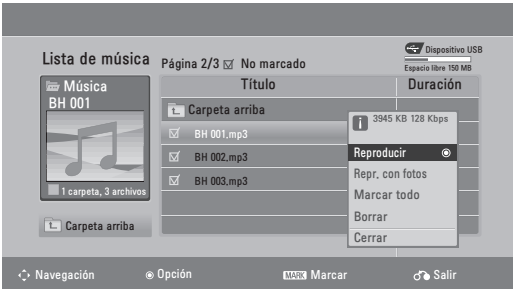 Lista de música
Página 2/3 No marcado
Dispositivo USB
Espacio libre 150 MB
Música
BH 001
1 carpeta, 3 archivos
Carpeta arriba
Título
Duración
Carpeta arriba
BH 001,mp3
BH 002,mp3
BH 003,mp3
3945 KB 128 Kbps
Reproducir
Repr. con fotos
Marcar todo
Borrar
Cerrar
Navegación
Opción
MARK Marcar
Salir